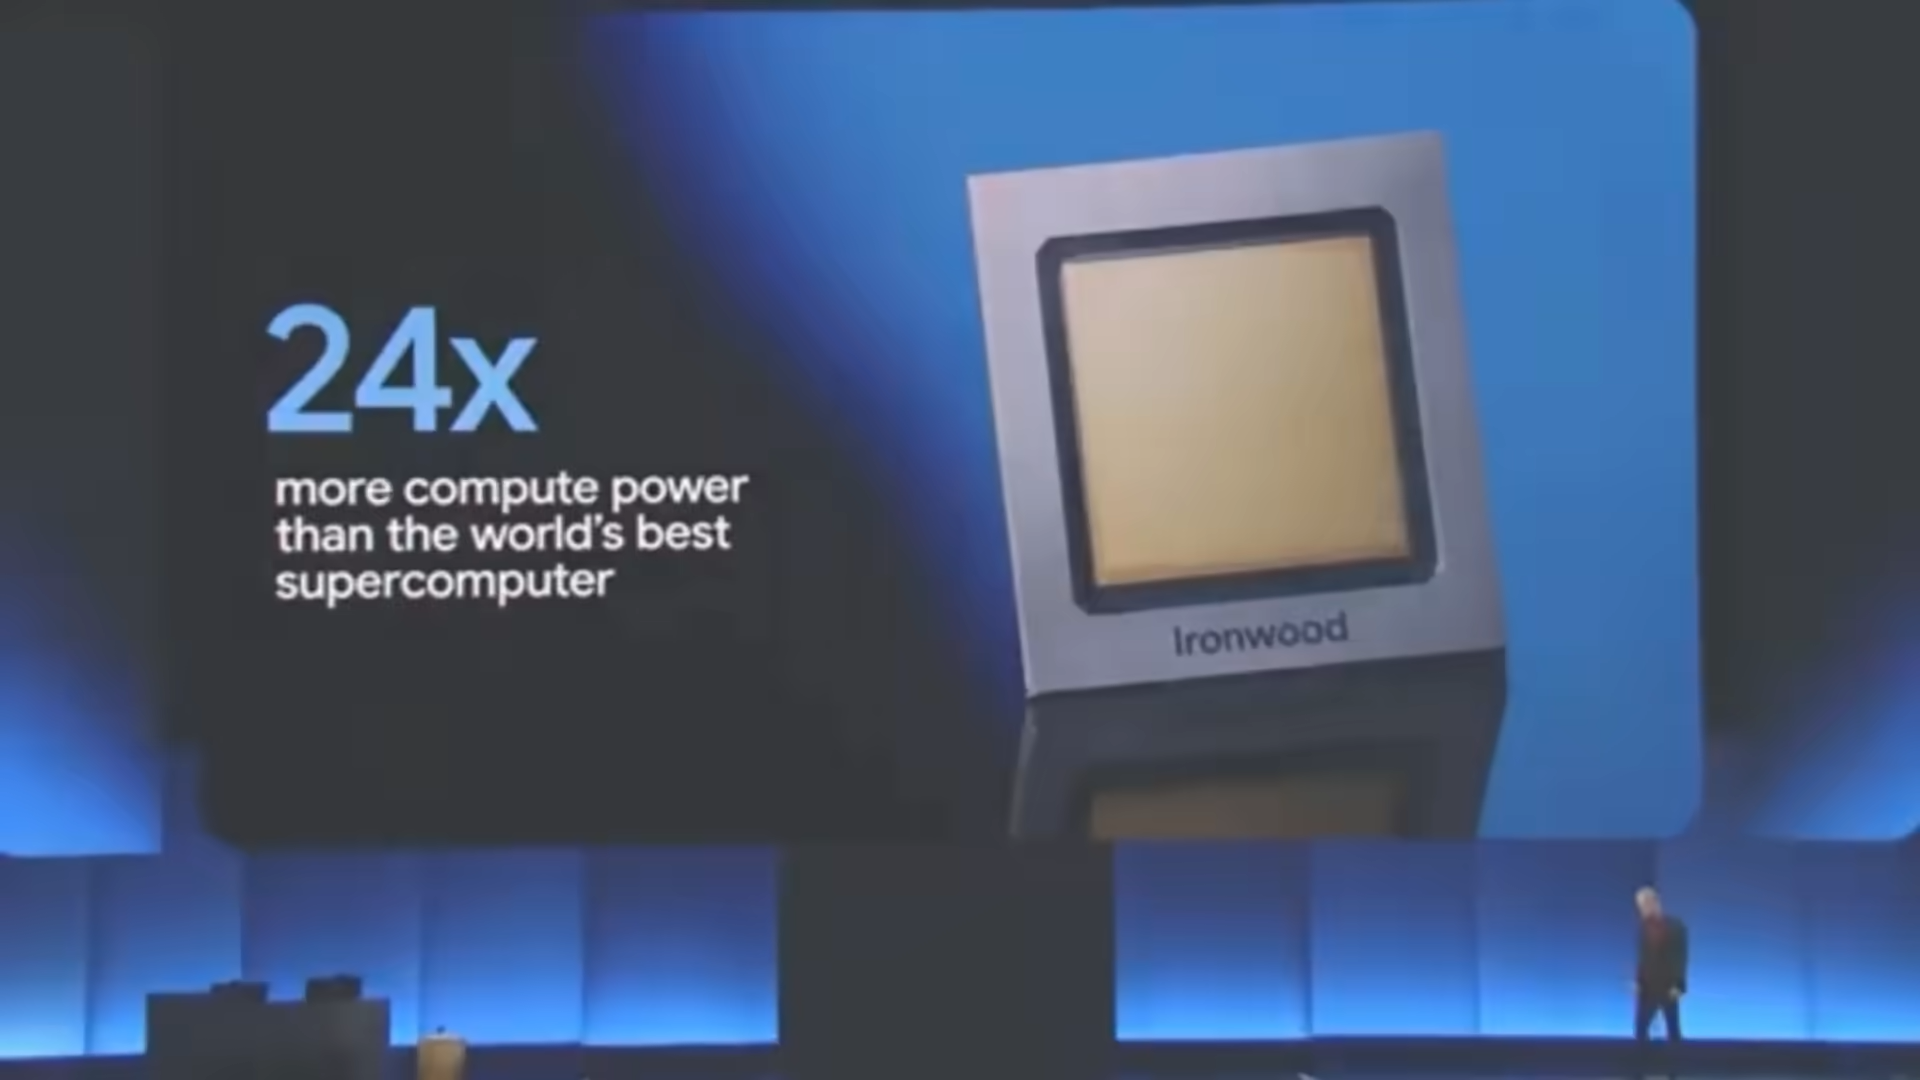 24x
more compute power
than the world's best
supercomputer
Ironwood